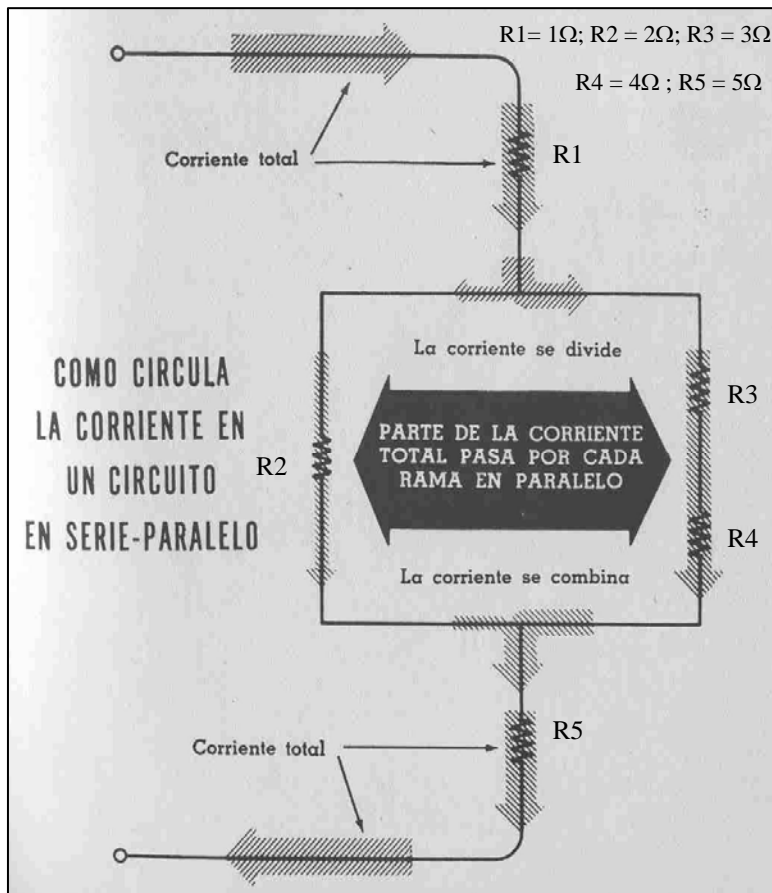 R1= 1Ω; R2 = 2Ω; R3 = 3Ω
R4 = 4Ω ; R5 = 5Ω
Corriente total
R1
La corriente se divide
COMO CIRCULA
LA CORRIENTE EN
UN CIRCUITO
EN SERIE-PARALELO
R2
PARTE DE LA CORRIENTE
TOTAL PASA POR CADA
RAMA EN PARALELO
R3
R4
La corriente se combina
R5
Corriente total